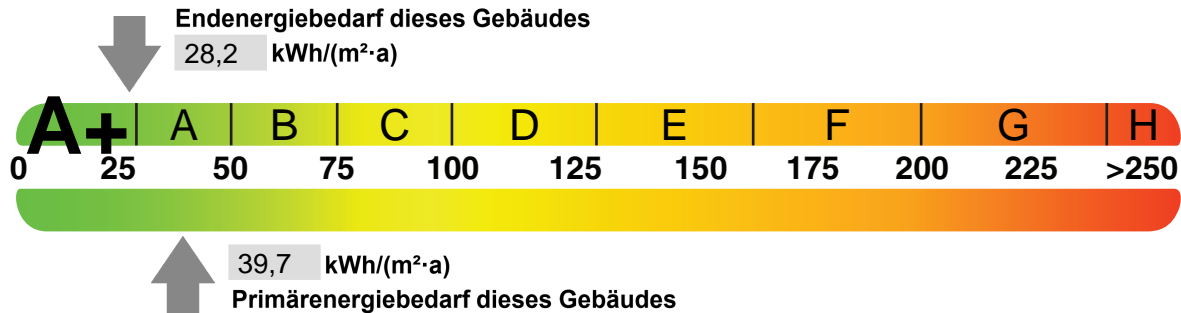 Endenergiebedarf dieses Gebäudes
28,2 kWh/(m²·a)
A+ A B C D E F G H
0 25 50 75 100 125 150 175 200 225 >250
39,7 kWh/(m²·a)
Primärenergiebedarf dieses Gebäudes